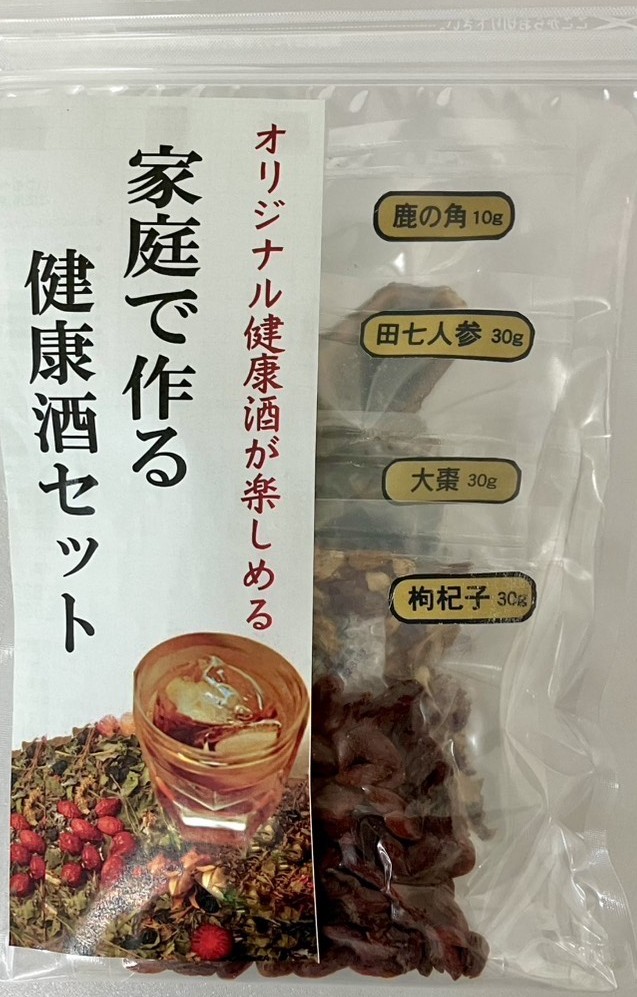 オリジナル健康酒が楽しめる
家庭で作る
健康酒セット
鹿の角 10g
田七人参 30g
大棗 30g
枸杞子 30g